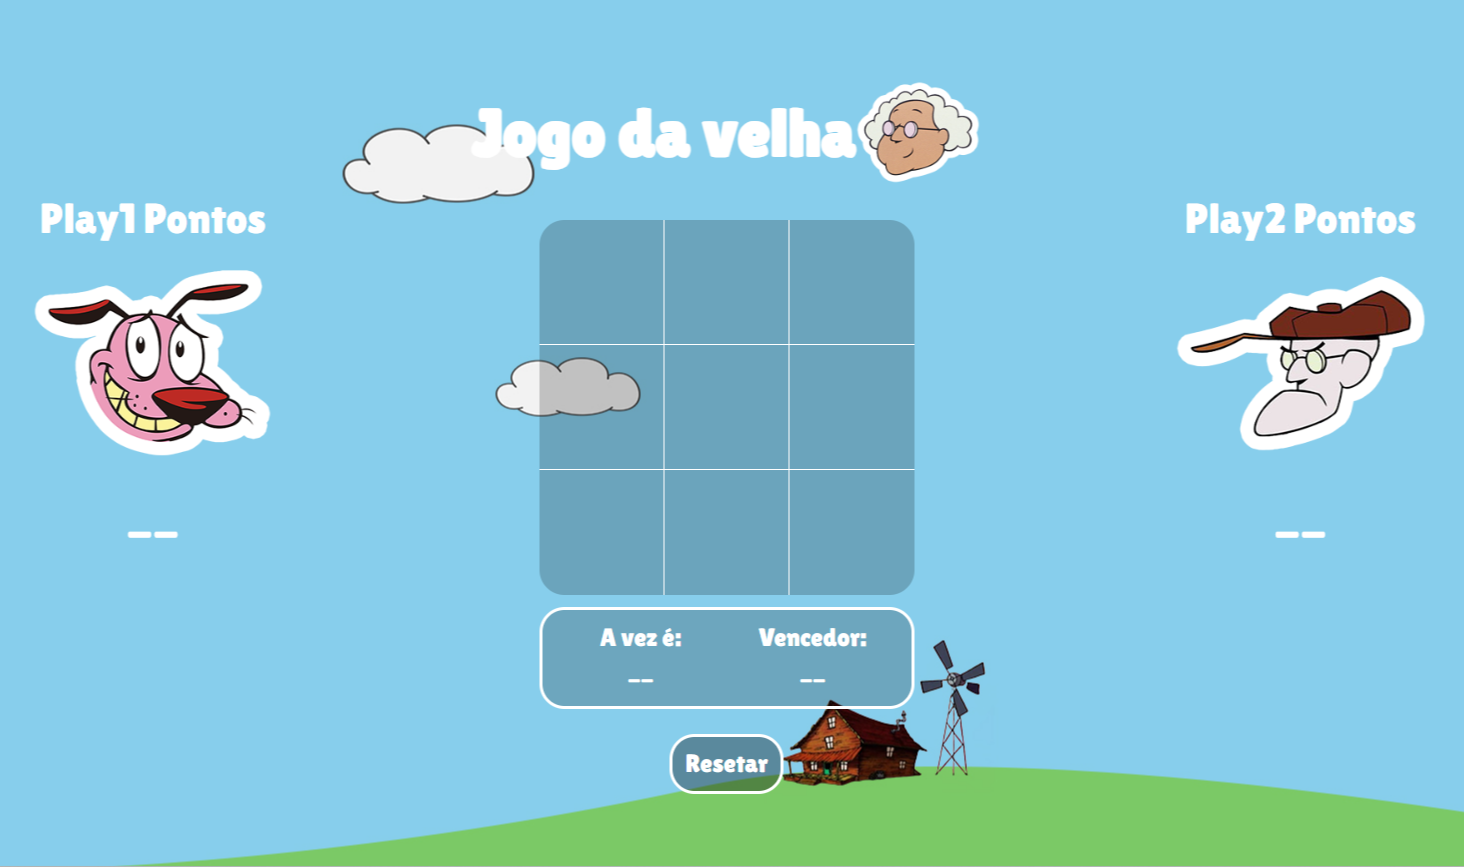 Jogo da velha
Play1 Pontos
Play2 Pontos
--
--
A vez é:
Vencedor:
--
--
Resetar